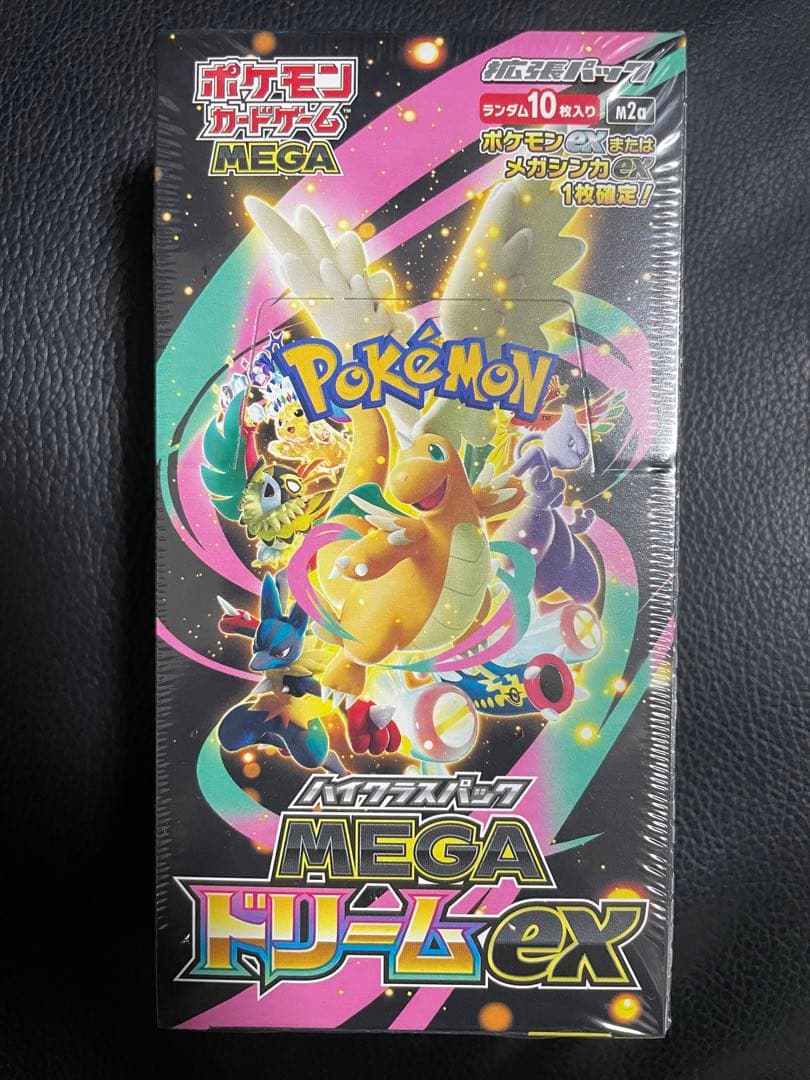 ポケモン
カードゲーム™
MEGA
拡張パック
ランダム10枚入り
M2a
ポケモンexまたは
メガシンカex
1枚確定!
POKÉMON
™
ハイクラスパック
MEGA
ドリームex